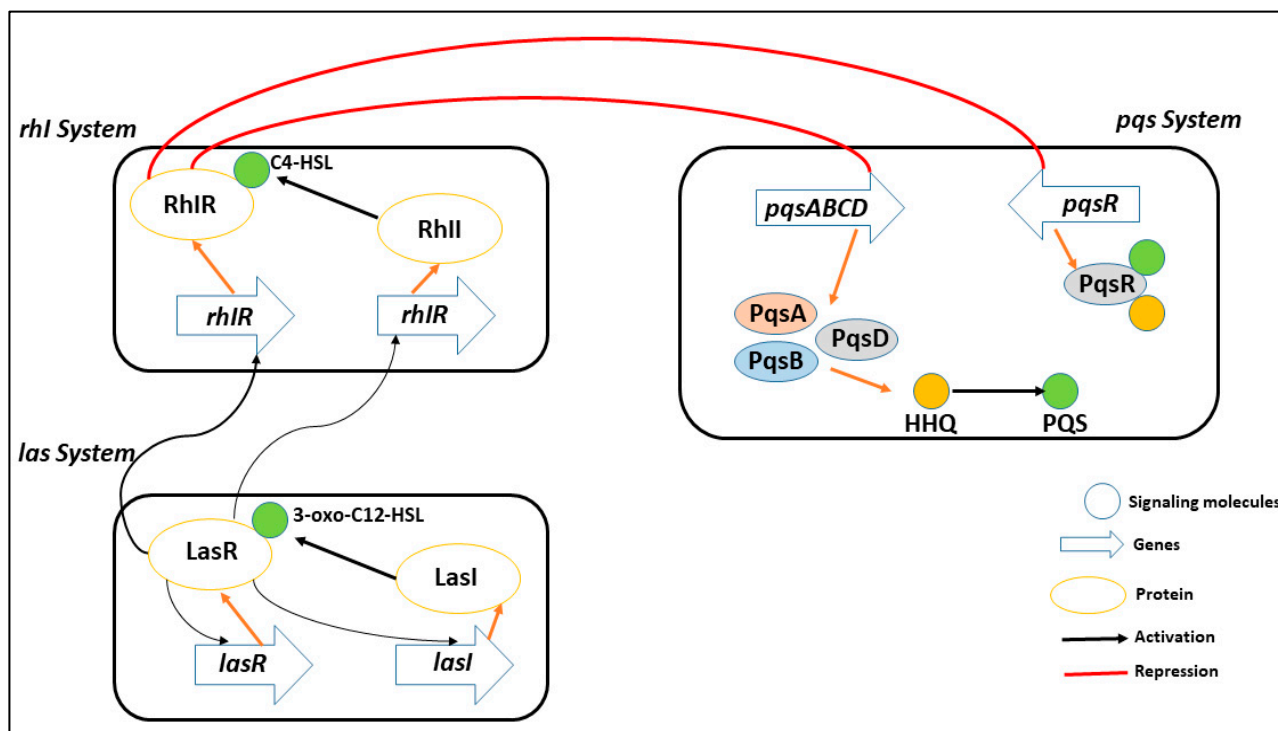 rhl System
pqs System
C4-HSL
RhlR
RhlI
pqsABCD
pqsR
rhlR
rhlR
PqsR
PqsA
PqsD
PqsB
HHQ
PQS
las System
3-oxo-C12-HSL
LasR
LasI
lasR
lasI
Signaling molecules
Genes
Protein
Activation
Repression